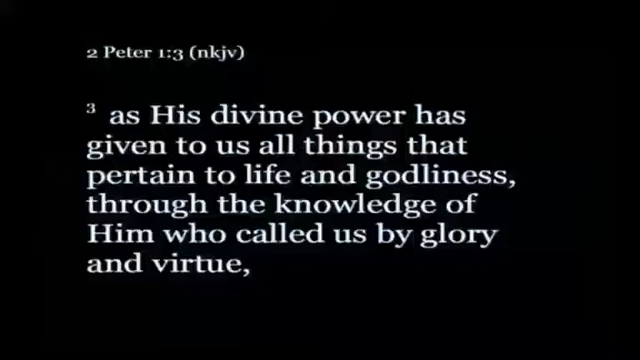 2 Peter 1:3 (nkjv)
3 as His divine power has
given to us all things that
pertain to life and godliness,
through the knowledge of
Him who called us by glory
and virtue,